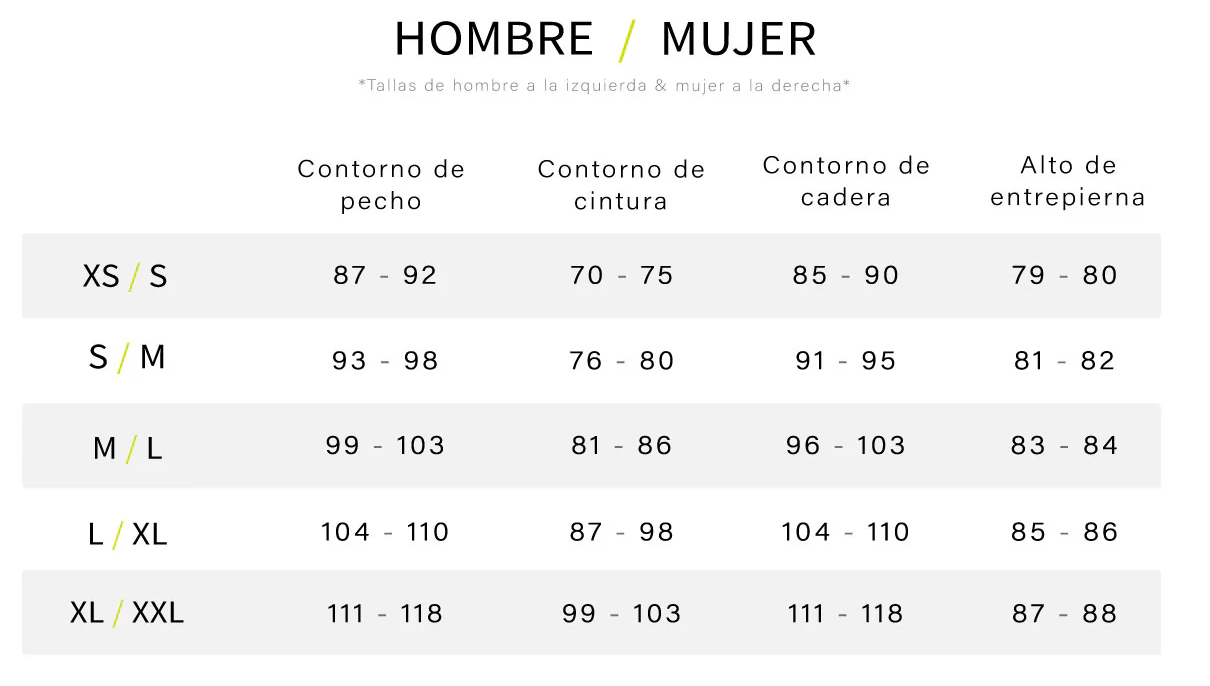 HOMBRE / MUJER
*Tallas de hombre a la izquierda & mujer a la derecha*
Contorno de pecho Contorno de cintura Contorno de cadera Alto de entrepierna
XS / S 87 - 92 70 - 75 85 - 90 79 - 80
S / M 93 - 98 76 - 80 91 - 95 81 - 82
M / L 99 - 103 81 - 86 96 - 103 83 - 84
L / XL 104 - 110 87 - 98 104 - 110 85 - 86
XL / XXL 111 - 118 99 - 103 111 - 118 87 - 88